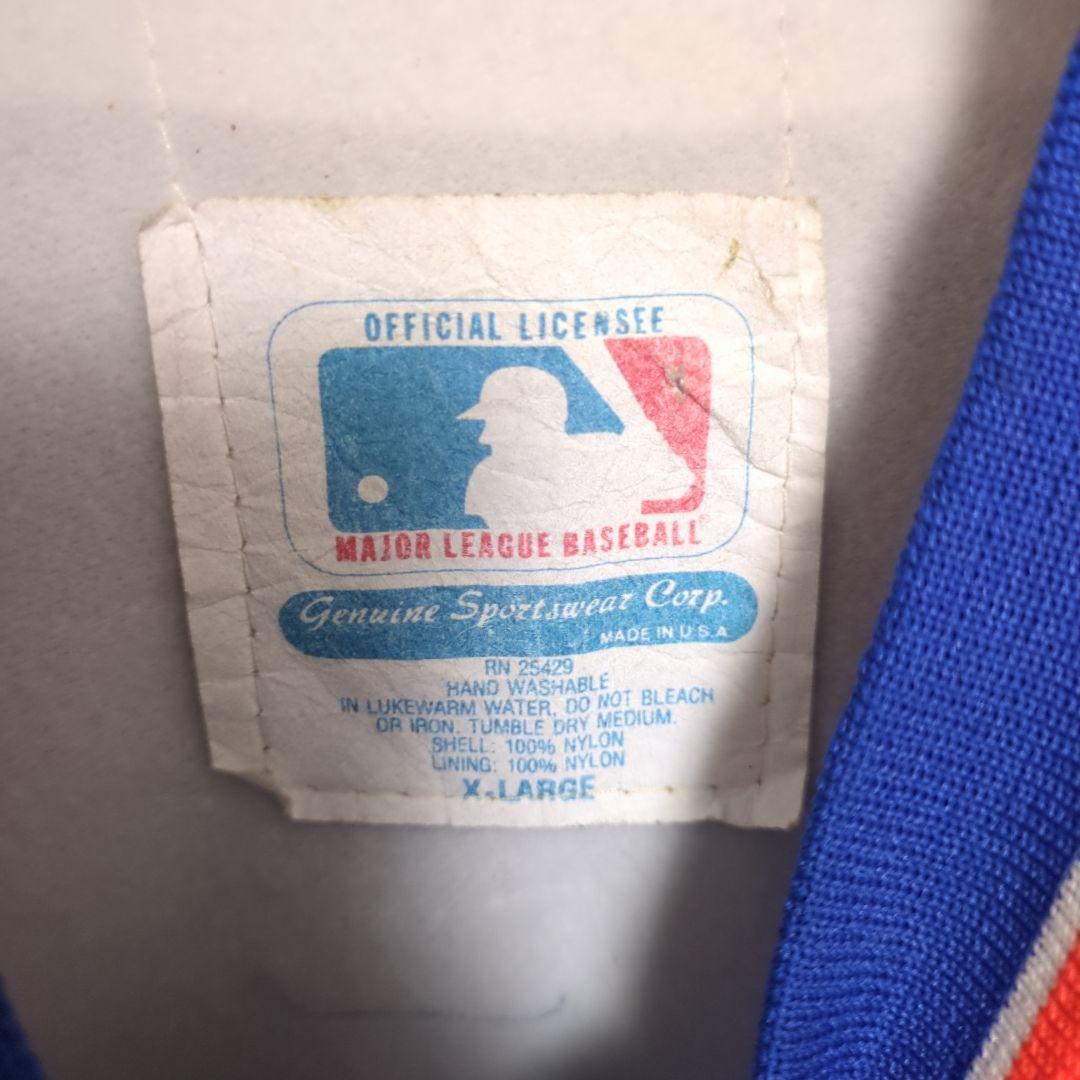 OFFICIAL LICENSEE
MAJOR LEAGUE BASEBALL
Genuine Sportswear Corp.
MADE IN U.S.A
RN 25429
HAND WASHABLE
IN LUKEWARM WATER, DO NOT BLEACH
OR IRON. TUMBLE DRY MEDIUM.
SHELL: 100% NYLON
LINING: 100% NYLON
X-LARGE